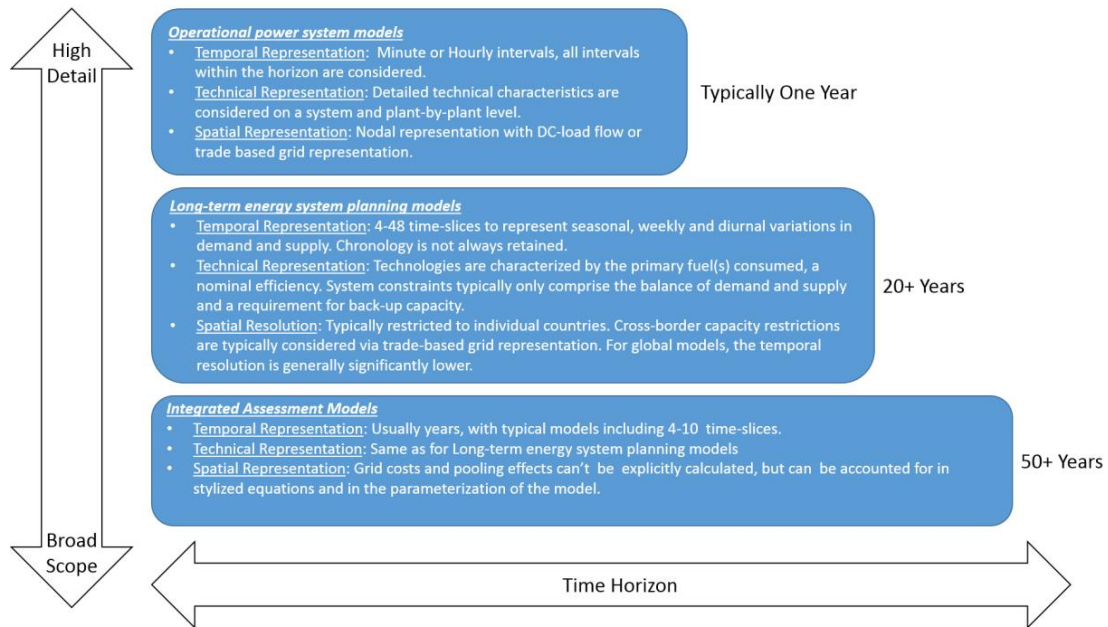 High
Detail
Operational power system models
• Temporal Representation: Minute or Hourly intervals, all intervals
within the horizon are considered.
• Technical Representation: Detailed technical characteristics are
considered on a system and plant-by-plant level.
• Spatial Representation: Nodal representation with DC-load flow or
trade based grid representation.
Typically One Year
Long-term energy system planning models
• Temporal Representation: 4-48 time-slices to represent seasonal, weekly and diurnal variations in
demand and supply. Chronology is not always retained.
• Technical Representation: Technologies are characterized by the primary fuel(s) consumed, a
nominal efficiency. System constraints typically only comprise the balance of demand and supply
and a requirement for back-up capacity.
• Spatial Resolution: Typically restricted to individual countries. Cross-border capacity restrictions
are typically considered via trade-based grid representation. For global models, the temporal
resolution is generally significantly lower.
20+ Years
Integrated Assessment Models
• Temporal Representation: Usually years, with typical models including 4-10 time-slices.
• Technical Representation: Same as for Long-term energy system planning models
• Spatial Representation: Grid costs and pooling effects can't be explicitly calculated, but can be accounted for in
stylized equations and in the parameterization of the model.
50+ Years
Broad
Scope
Time Horizon